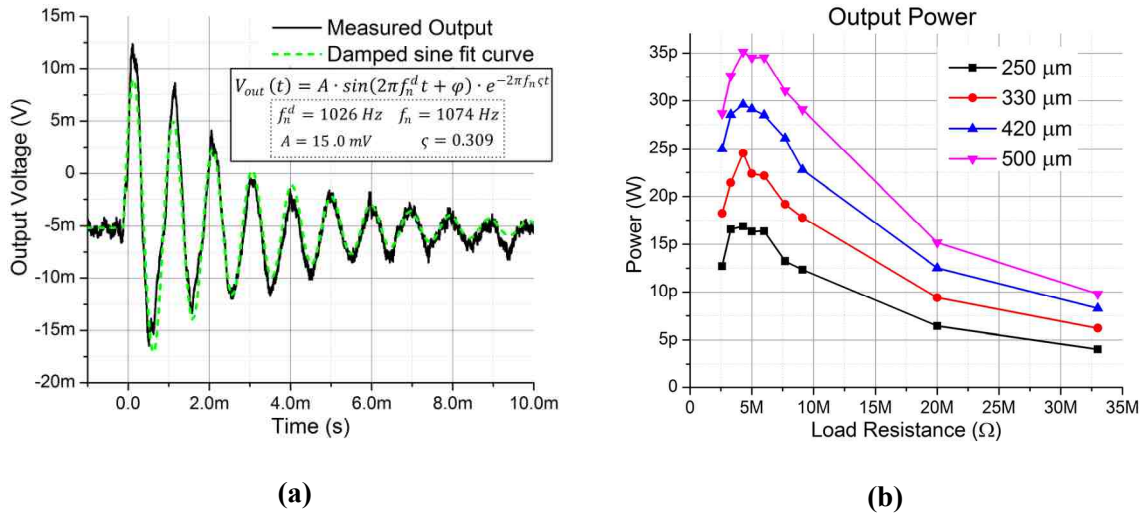 15m
10m
5m
0
-5m
-10m
-15m
-20m
Output Voltage (V)
0.0
2.0m
4.0m
6.0m
8.0m
10.0m
Time (s)
Measured Output
Damped sine fit curve
V_out (t) = A · sin(2πf_n^d t + φ) · e^{-2πf_nςt}
f_n^d = 1026 Hz f_n = 1074 Hz
A = 15 .0 mV ς = 0.309
(a)
Output Power
35p
30p
25p
20p
15p
10p
5p
0
Power (W)
0
5M
10M
15M
20M
25M
30M
35M
Load Resistance (Ω)
250 μm
330 μm
420 μm
500 μm
(b)